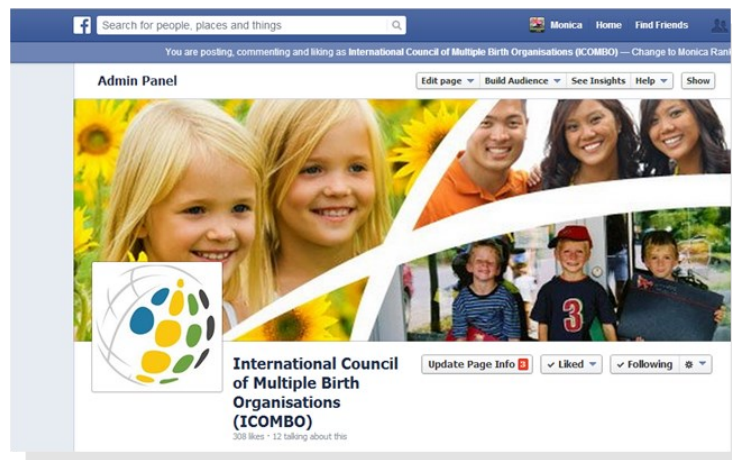 f Search for people, places and things Monica Home Find Friends
You are posting, commenting and liking as International Council of Multiple Birth Organisations (ICOMBO) — Change to Monica Rank
Admin Panel Edit page Build Audience See Insights Help Show
3
International Council
of Multiple Birth
Organisations
(ICOMBO)
Update Page Info 3 Liked Following
308 likes · 12 talking about this